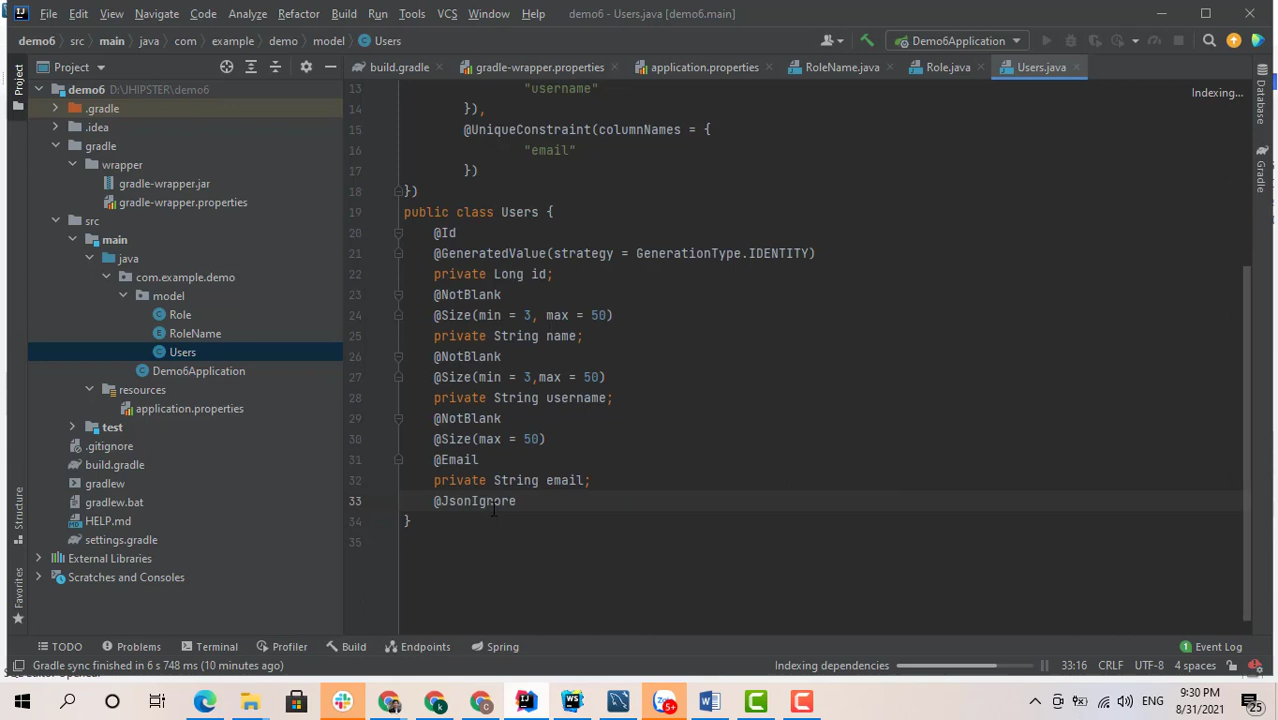 File Edit View Navigate Code Analyze Refactor Build Run Tools VCS Window Help demo6 - Users.java [demo6.main]
demo6 src main java com example demo model Users Demo6Application
Project build.gradle gradle-wrapper.properties application.properties RoleName.java Role.java Users.java
Project
Structure
Favorites
Database
Gradle
demo6 D:\JHIPSTER\demo6
.gradle
.idea
gradle
wrapper
gradle-wrapper.jar
gradle-wrapper.properties
src
main
java
com.example.demo
model
Role
RoleName
Users
Demo6Application
resources
application.properties
test
.gitignore
build.gradle
gradlew
gradlew.bat
HELP.md
settings.gradle
External Libraries
Scratches and Consoles
Indexing...
13 "username"
14 }),
15 @UniqueConstraint(columnNames = {
16 "email"
17 })
18 })
19 public class Users {
20 @Id
21 @GeneratedValue(strategy = GenerationType.IDENTITY)
22 private Long id;
23 @NotBlank
24 @Size(min = 3, max = 50)
25 private String name;
26 @NotBlank
27 @Size(min = 3,max = 50)
28 private String username;
29 @NotBlank
30 @Size(max = 50)
31 @Email
32 private String email;
33 @JsonIgnore
34 }
35
TODO Problems Terminal Profiler Build Endpoints Spring 1 Event Log
Gradle sync finished in 6 s 748 ms (10 minutes ago) Indexing dependencies 33:16 CRLF UTF-8 4 spaces
5+ ENG 9:30 PM
8/31/2021 25